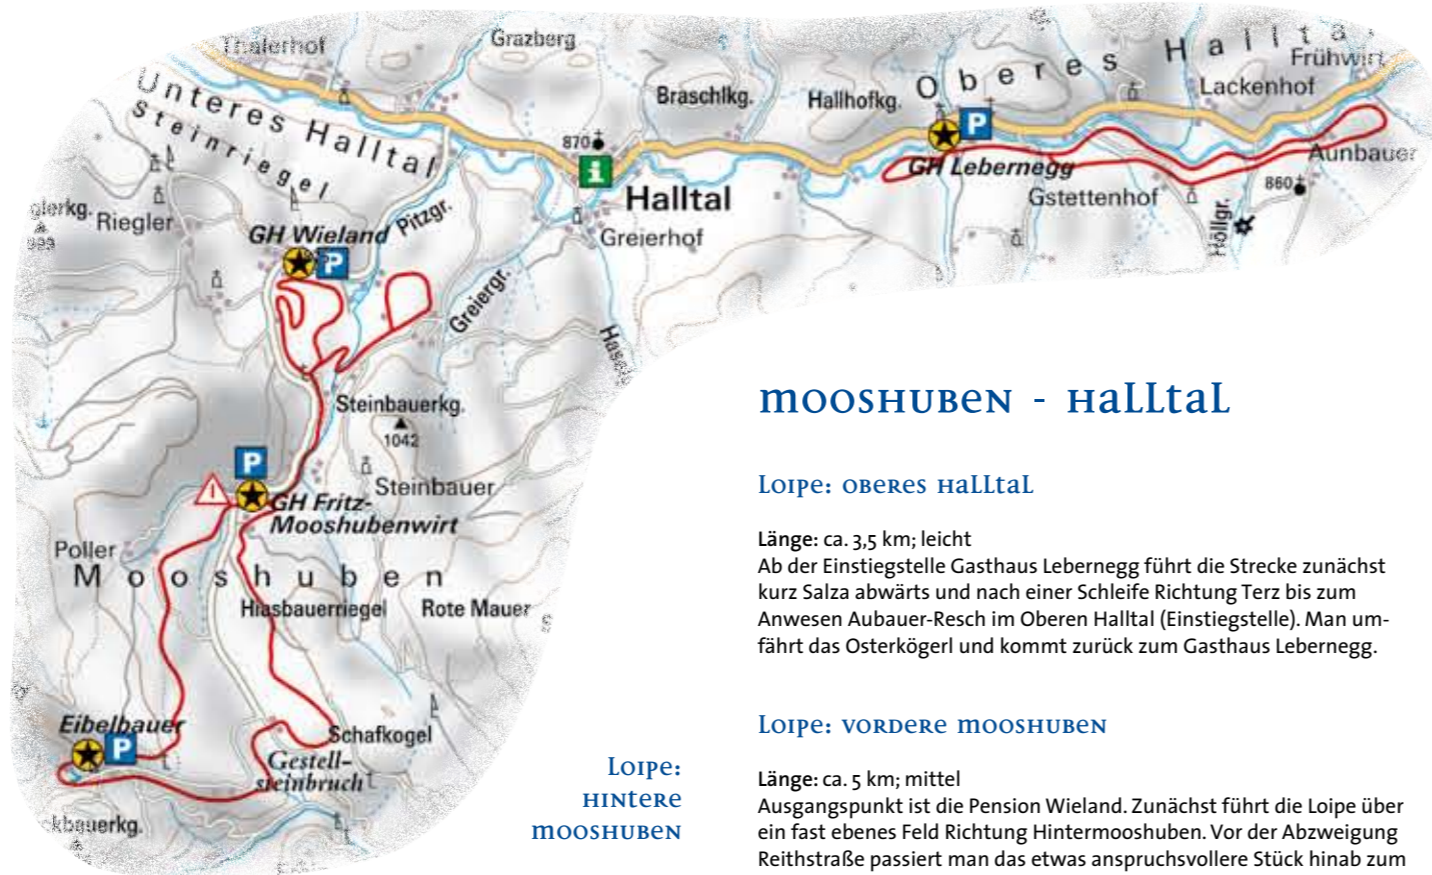 Thalerhof
Grazberg
Unteres Halltal
Steinriegel
Braschlkg.
Hallhofkg.
Oberes Hallta
Frühwirt
Lackenhof
870
P
i
GH Lebernegg
Aunbauer
860
Halltal
Gstettenhof
Höllgr.
Riegler
GH Wieland
P
Pitzgr.
Greierhof
Greiergr.
Steinbauerkg.
1042
P
Steinbauer
GH Fritz-
Mooshubenwirt
Poller
Mooshuben
Hiasbauerriegel
Rote Mauer
Eibelbauer
P
Schafkogel
Gestell-
steinbruch
Loipe:
Hintere
Mooshuben
Mooshuben - Halltal
Loipe: Oberes Halltal
Länge: ca. 3,5 km; leicht
Ab der Einstiegstelle Gasthaus Lebernegg führt die Strecke zunächst
kurz Salza abwärts und nach einer Schleife Richtung Terz bis zum
Anwesen Aubauer-Resch im Oberen Halltal (Einstiegstelle). Man um-
fährt das Osterkögerl und kommt zurück zum Gasthaus Lebernegg.
Loipe: Vordere Mooshuben
Länge: ca. 5 km; mittel
Ausgangspunkt ist die Pension Wieland. Zunächst führt die Loipe über
ein fast ebenes Feld Richtung Hintermooshuben. Vor der Abzweigung
Reithstraße passiert man das etwas anspruchsvollere Stück hinab zum